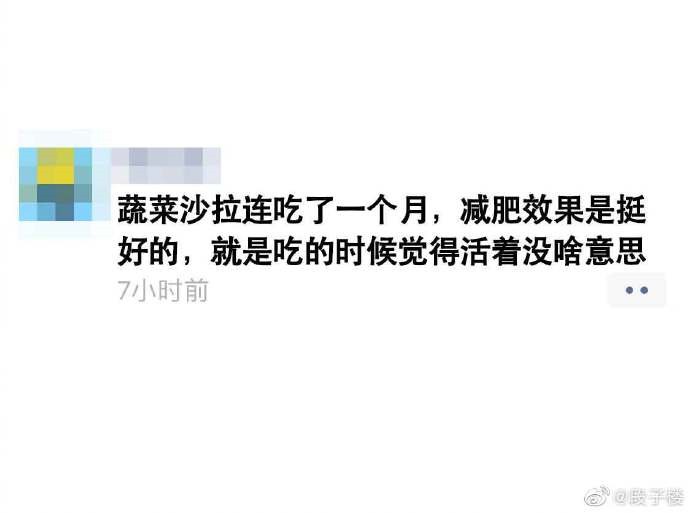 蔬菜沙拉连吃了一个月，减肥效果是挺
好的，就是吃的时候觉得活着没啥意思
7小时前
@段子楼